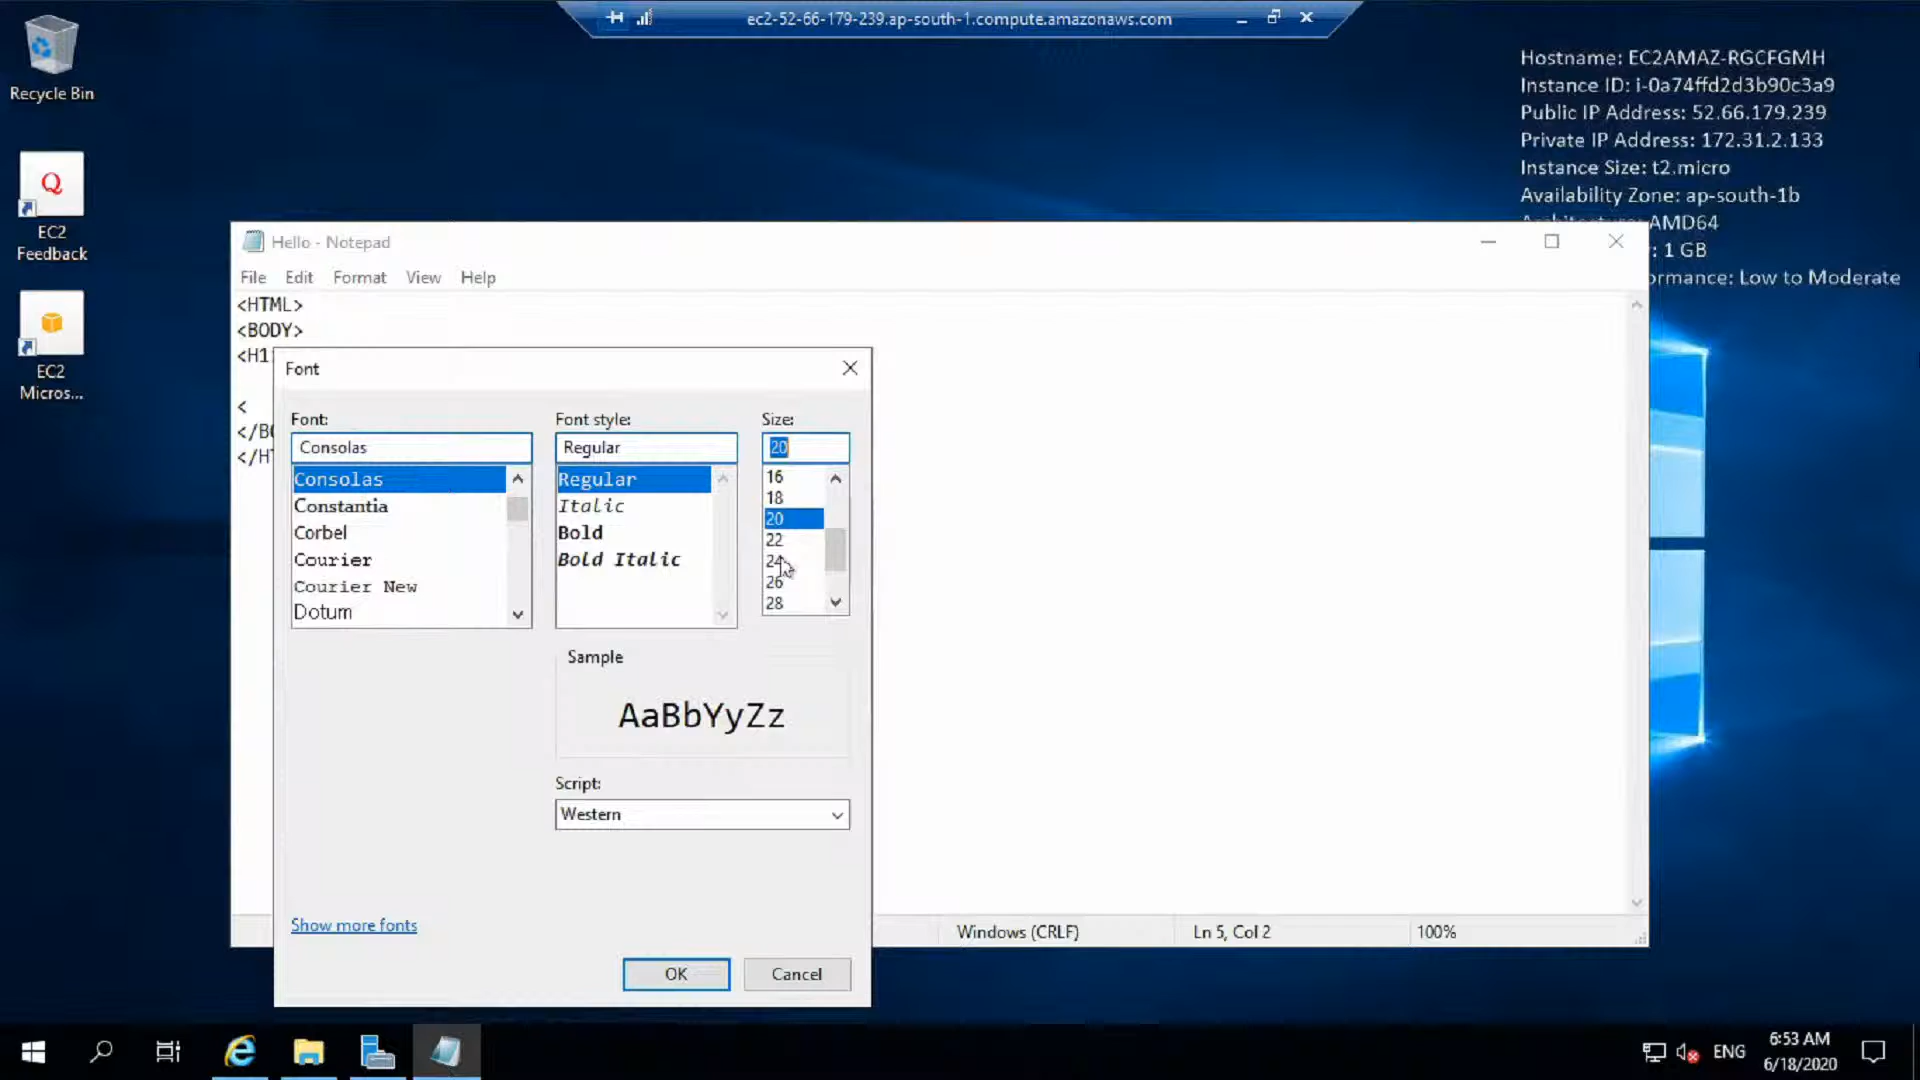 ec2-52-66-179-239.ap-south-1.compute.amazonaws.com
Recycle Bin
EC2
Feedback
EC2
Micros...
Hostname: EC2AMAZ-RGCFGMH
Instance ID: i-0a74ffd2d3b90c3a9
Public IP Address: 52.66.179.239
Private IP Address: 172.31.2.133
Instance Size: t2.micro
Availability Zone: ap-south-1b
AMD64
: 1 GB
ormance: Low to Moderate
Hello - Notepad
File Edit Format View Help
<HTML>
<BODY>
<H1
<
</BO
</HT
Font
Font:
Consolas
Consolas
Constantia
Corbel
Courier
Courier New
Dotum
Font style:
Regular
Regular
Italic
Bold
Bold Italic
Size:
20
16
18
20
22
24
26
28
Sample
AaBbYyZz
Script:
Western
Show more fonts
OK Cancel
Windows (CRLF) Ln 5, Col 2 100%
ENG
6:53 AM
6/18/2020